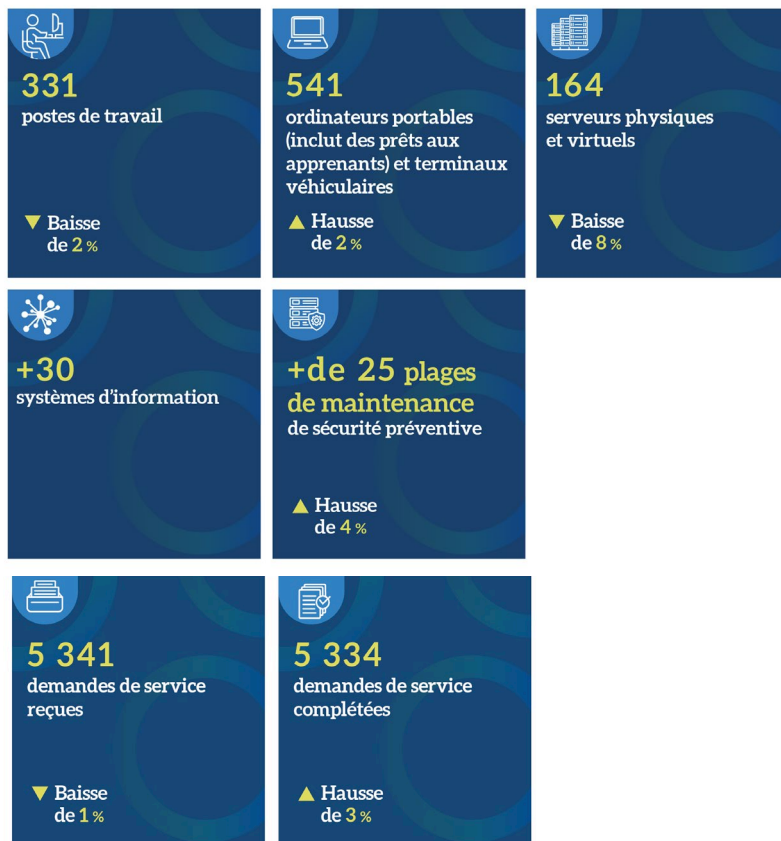 331
postes de travail
▼ Baisse
de 2 %
541
ordinateurs portables
(inclut des prêts aux
apprenants) et terminaux
véhiculaires
▲ Hausse
de 2 %
164
serveurs physiques
et virtuels
▼ Baisse
de 8 %
+30
systèmes d'information
+de 25 plages
de maintenance
de sécurité préventive
▲ Hausse
de 4 %
5 341
demandes de service
reçues
▼ Baisse
de 1 %
5 334
demandes de service
complétées
▲ Hausse
de 3 %